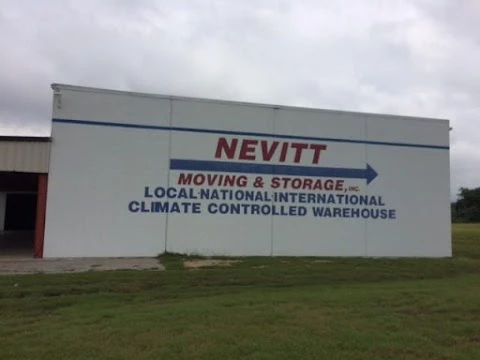 NEVITT
MOVING & STORAGE, INC.
LOCAL·NATIONAL·INTERNATIONAL
CLIMATE CONTROLLED WAREHOUSE